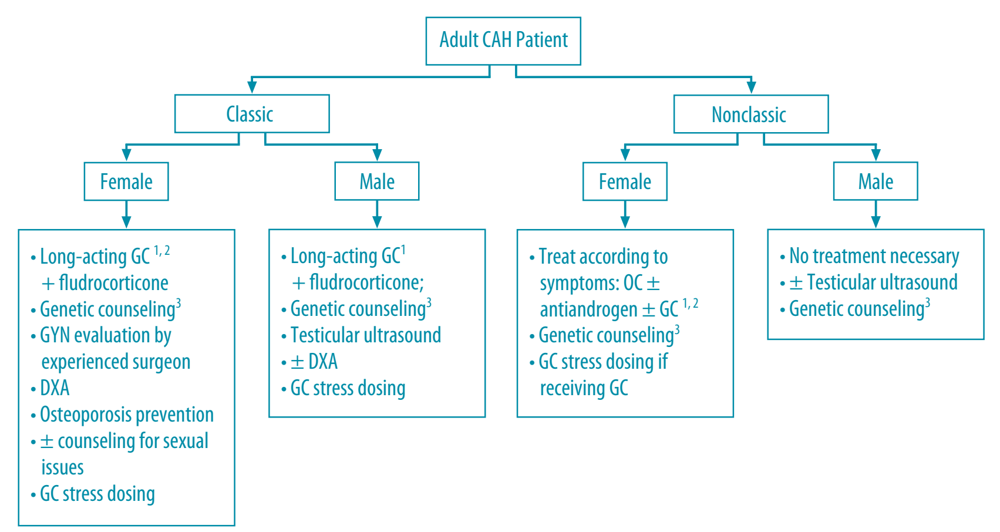 Adult CAH Patient
Classic
Nonclassic
Female
Male
Female
Male
• Long-acting GC 1, 2
+ fludrocorticone
• Genetic counseling3
• GYN evaluation by
experienced surgeon
• DXA
• Osteoporosis prevention
• ± counseling for sexual
issues
• GC stress dosing
• Long-acting GC1
+ fludrocorticone;
• Genetic counseling3
• Testicular ultrasound
• ± DXA
• GC stress dosing
• Treat according to
symptoms: OC ±
antiandrogen ± GC 1, 2
• Genetic counseling3
• GC stress dosing if
receiving GC
• No treatment necessary
• ± Testicular ultrasound
• Genetic counseling3